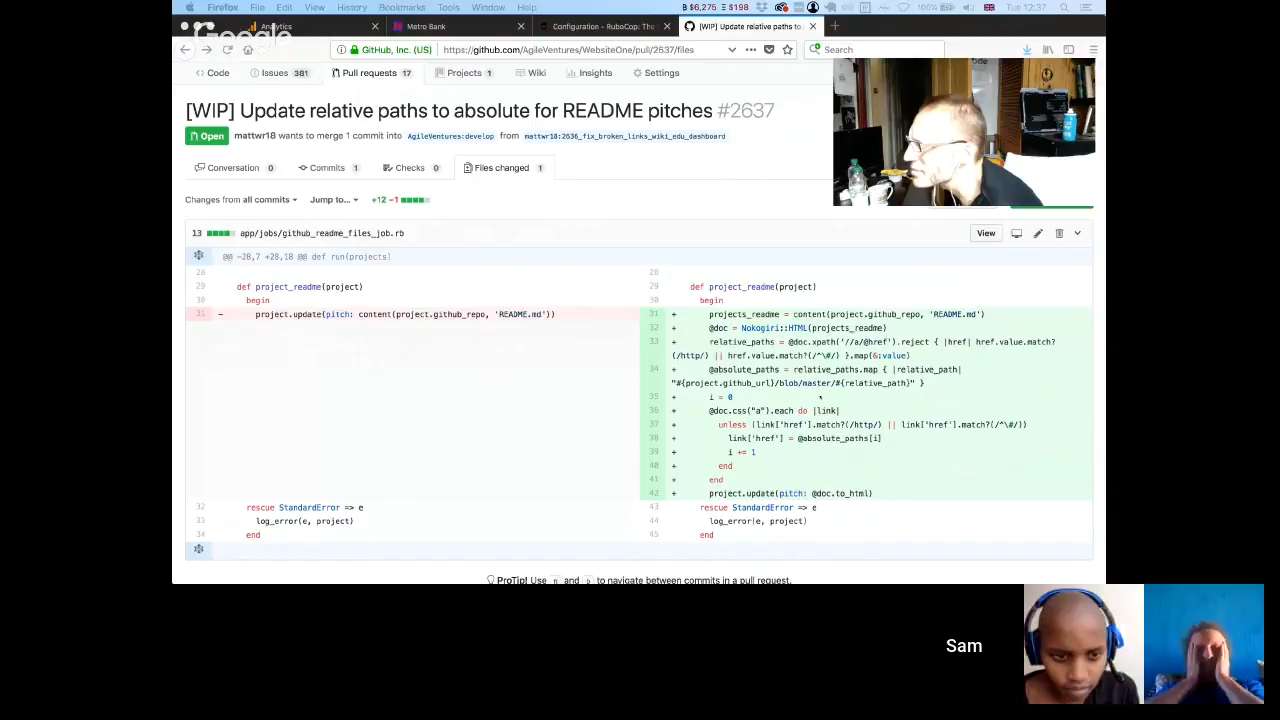 Firefox File Edit View History Bookmarks Tools Window Help
Ƀ $6,275 Ξ $198
100%
Tue 12:37
Google
Analytics
Metro Bank
Configuration - RuboCop: The
[WIP] Update relative paths to
GitHub, Inc. (US)
https://github.com/AgileVentures/WebsiteOne/pull/2637/files
Search
Code Issues 381 Pull requests 17 Projects 1 Wiki Insights Settings
[WIP] Update relative paths to absolute for README pitches #2637
Open mattwr18 wants to merge 1 commit into AgileVentures:develop from mattwr18:2636_fix_broken_links_wiki_edu_dashboard
Conversation 0 Commits 1 Checks 0 Files changed 1
Changes from all commits Jump to... +12 −1
13 app/jobs/github_readme_files_job.rb View
@@ -28,7 +28,18 @@ def run(projects)
28 28
29 def project_readme(project) 29 def project_readme(project)
30 begin 30 begin
31 - project.update(pitch: content(project.github_repo, 'README.md')) 31 + projects_readme = content(project.github_repo, 'README.md')
32 + @doc = Nokogiri::HTML(projects_readme)
33 + relative_paths = @doc.xpath('//a/@href').reject { |href| href.value.match?
(/http/) || href.value.match?(/^\#/) }.map(&:value)
34 + @absolute_paths = relative_paths.map { |relative_path|
"#{project.github_url}/blob/master/#{relative_path}" }
35 + i = 0
36 + @doc.css("a").each do |link|
37 + unless (link['href'].match?(/http/) || link['href'].match?(/^\#/))
38 + link['href'] = @absolute_paths[i]
39 + i += 1
40 + end
41 + end
42 + project.update(pitch: @doc.to_html)
32 rescue StandardError => e 43 rescue StandardError => e
33 log_error(e, project) 44 log_error(e, project)
34 end 45 end
ProTip! Use n and p to navigate between commits in a pull request.
Sam